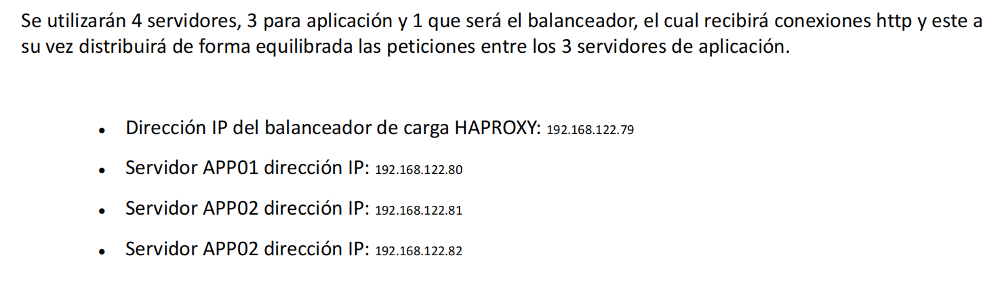 Se utilizarán 4 servidores, 3 para aplicación y 1 que será el balanceador, el cual recibirá conexiones http y este a
su vez distribuirá de forma equilibrada las peticiones entre los 3 servidores de aplicación.
• Dirección IP del balanceador de carga HAPROXY: 192.168.122.79
• Servidor APP01 dirección IP: 192.168.122.80
• Servidor APP02 dirección IP: 192.168.122.81
• Servidor APP02 dirección IP: 192.168.122.82